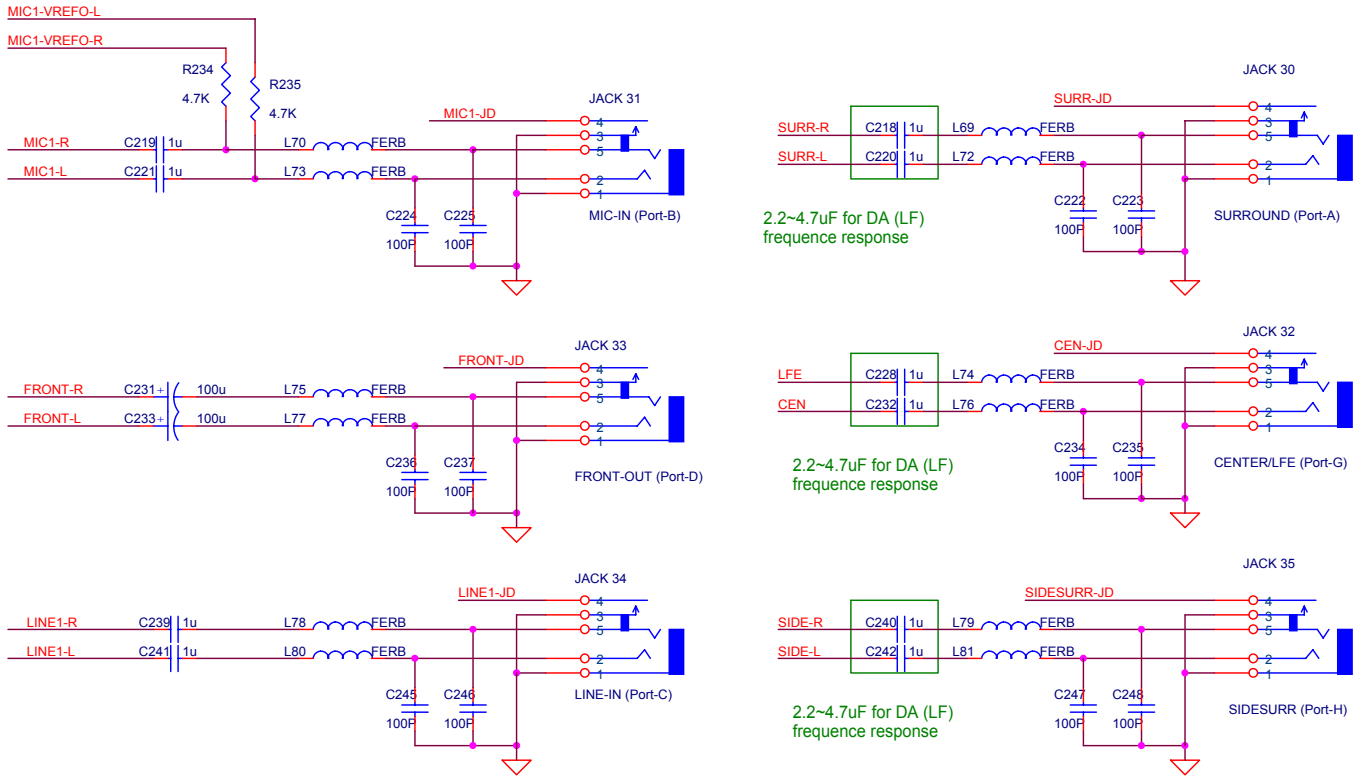 MIC1-VREFO-L
MIC1-VREFO-R
R234
4.7K
R235
4.7K
JACK 31
MIC1-JD
4
3
5
2
1
MIC1-R
C219
1u
L70
FERB
MIC1-L
C221
1u
L73
FERB
C224
100P
C225
100P
MIC-IN (Port-B)
JACK 30
SURR-JD
4
3
5
2
1
SURR-R
C218
1u
L69
FERB
SURR-L
C220
1u
L72
FERB
C222
100P
C223
100P
SURROUND (Port-A)
2.2~4.7uF for DA (LF)
frequence response
JACK 33
FRONT-JD
4
3
5
2
1
FRONT-R
C231
+
100u
L75
FERB
FRONT-L
C233
+
100u
L77
FERB
C236
100P
C237
100P
FRONT-OUT (Port-D)
JACK 32
CEN-JD
4
3
5
2
1
LFE
C228
1u
L74
FERB
CEN
C232
1u
L76
FERB
C234
100P
C235
100P
CENTER/LFE (Port-G)
2.2~4.7uF for DA (LF)
frequence response
JACK 34
LINE1-JD
4
3
5
2
1
LINE1-R
C239
1u
L78
FERB
LINE1-L
C241
1u
L80
FERB
C245
100P
C246
100P
LINE-IN (Port-C)
JACK 35
SIDESURR-JD
4
3
5
2
1
SIDE-R
C240
1u
L79
FERB
SIDE-L
C242
1u
L81
FERB
C247
100P
C248
100P
SIDESURR (Port-H)
2.2~4.7uF for DA (LF)
frequence response